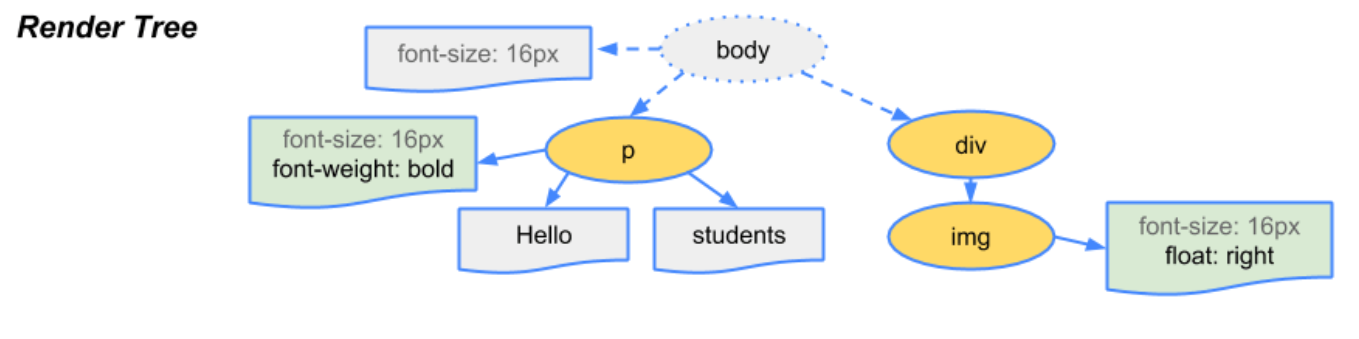 Render Tree
font-size: 16px
body
font-size: 16px
font-weight: bold
p
div
Hello
students
img
font-size: 16px
float: right